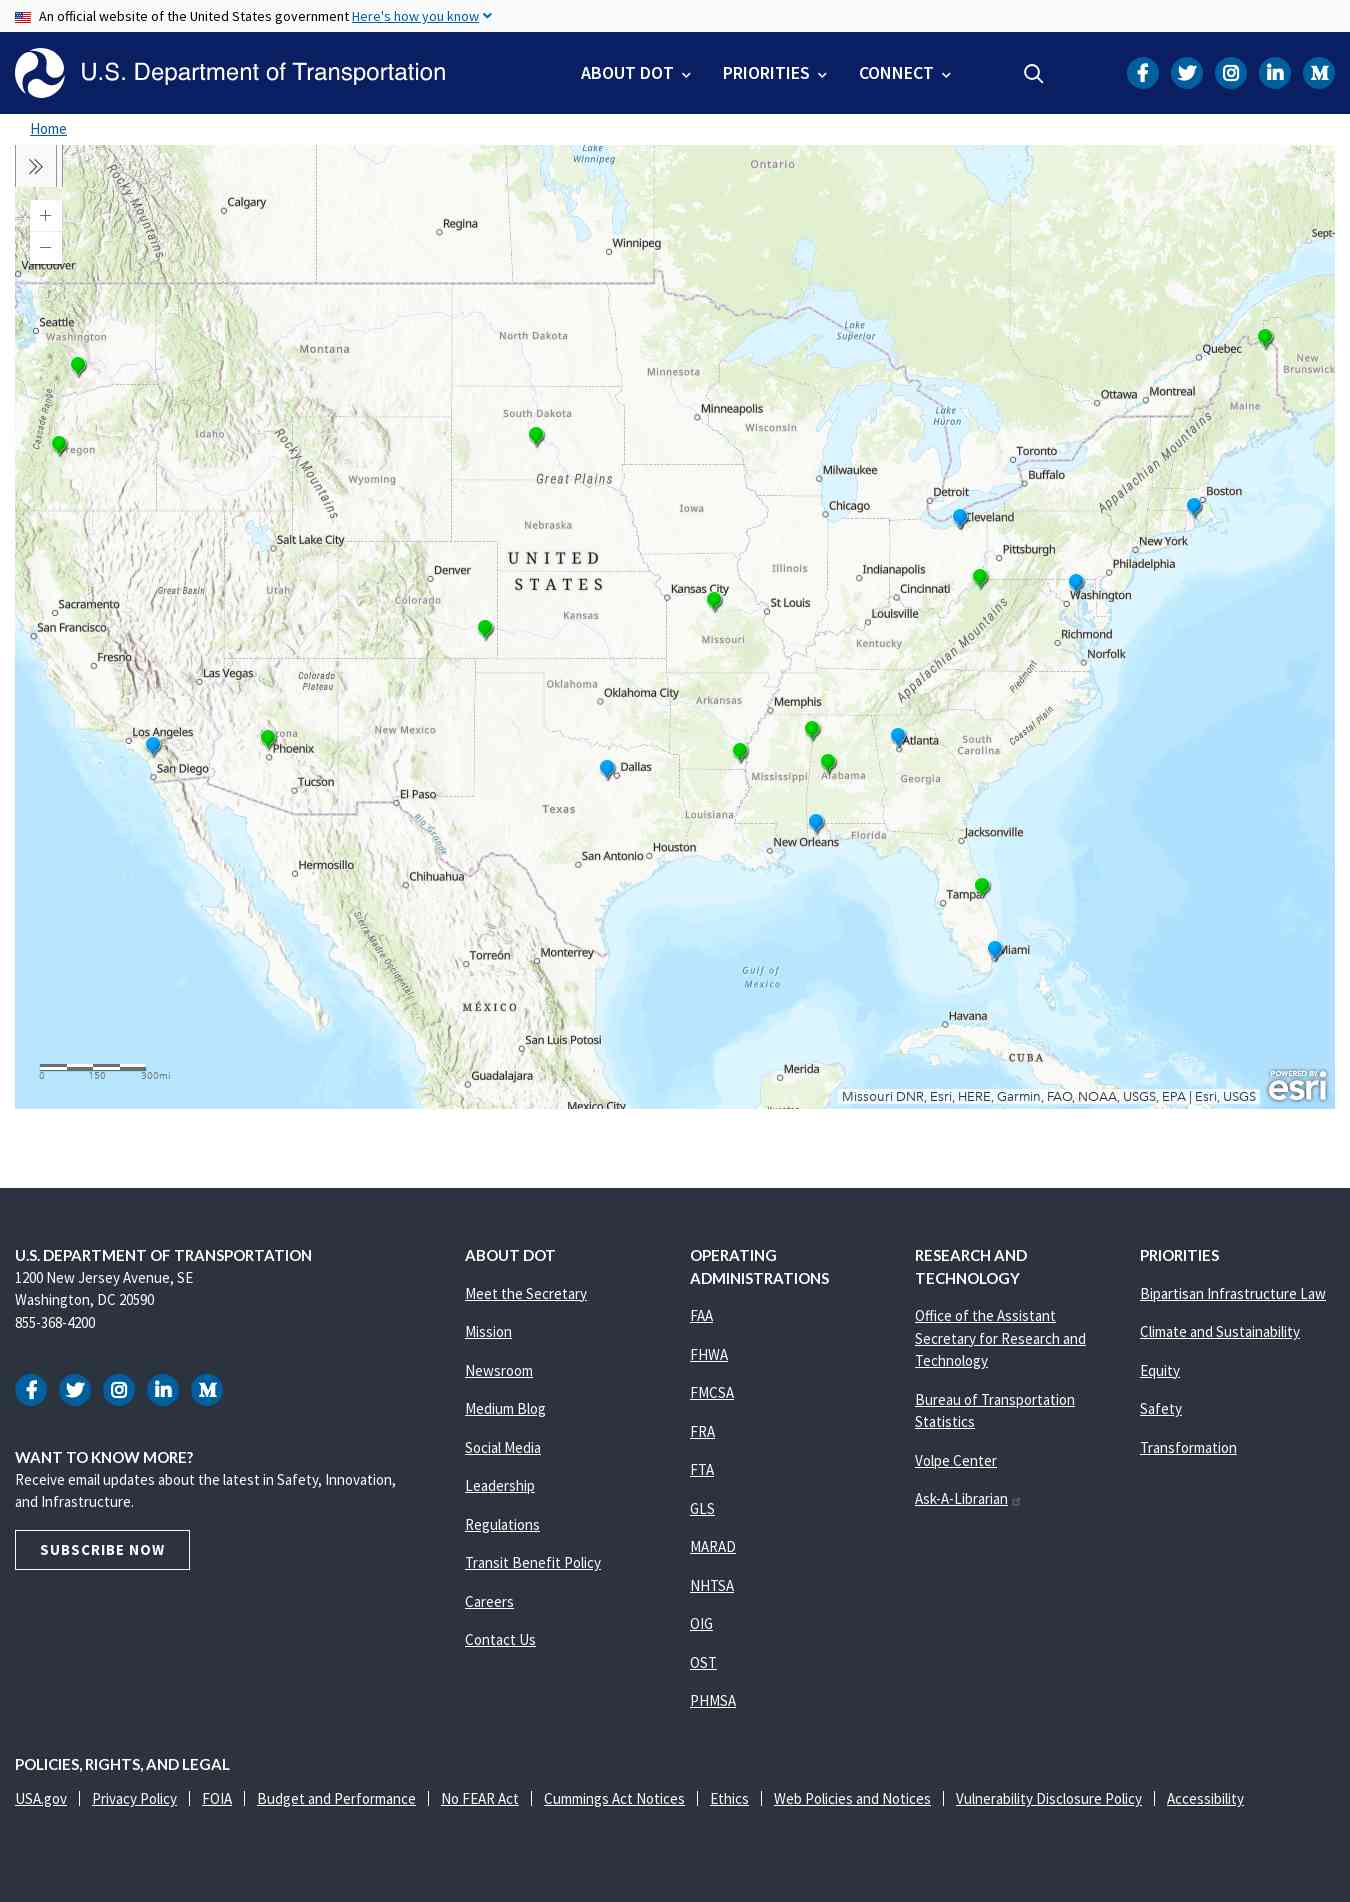 An official website of the United States government Here's how you know
U.S. Department of Transportation
ABOUT DOT
PRIORITIES
CONNECT
Home
Lake Winnipeg
Ontario
Rocky Mountains
Calgary
Regina
Winnipeg
Sept-
Vancouver
Seattle
Washington
Montana
North Dakota
Lake Superior
Minnesota
Quebec
New Brunswick
Ottawa
Montreal
Maine
Cascade Range
Idaho
South Dakota
Minneapolis
Wisconsin
Lake Huron
Oregon
Rocky Mountains
Wyoming
Great Plains
Milwaukee
Toronto
Buffalo
Appalachian Mountains
Detroit
Boston
Chicago
Iowa
Nebraska
Cleveland
Salt Lake City
UNITED STATES
New York
Pittsburgh
Philadelphia
Denver
Illinois
Indianapolis
Great Basin
Utah
Colorado
Kansas City
Cincinnati
Washington
Sacramento
St Louis
Louisville
San Francisco
Kansas
Missouri
Kentucky
Appalachian Mountains
Richmond
Norfolk
Fresno
Las Vegas
Colorado Plateau
Oklahoma
Oklahoma City
Arkansas
Memphis
Piedmont
Coastal Plain
Los Angeles
New Mexico
Phoenix
Atlanta
South Carolina
San Diego
Tucson
Dallas
Mississippi
Alabama
Georgia
El Paso
Texas
Louisiana
Rio Grande
Florida
Jacksonville
New Orleans
Houston
San Antonio
Hermosillo
Chihuahua
Tampa
Sierra Madre Occidental
Torreón
Monterrey
Miami
Gulf of Mexico
MÉXICO
Havana
San Luis Potosi
CUBA
Merida
Guadalajara
Mexico City
0 150 300mi
Missouri DNR, Esri, HERE, Garmin, FAO, NOAA, USGS, EPA | Esri, USGS
POWERED BY
esri
U.S. DEPARTMENT OF TRANSPORTATION
1200 New Jersey Avenue, SE
Washington, DC 20590
855-368-4200
WANT TO KNOW MORE?
Receive email updates about the latest in Safety, Innovation,
and Infrastructure.
SUBSCRIBE NOW
ABOUT DOT
Meet the Secretary
Mission
Newsroom
Medium Blog
Social Media
Leadership
Regulations
Transit Benefit Policy
Careers
Contact Us
OPERATING
ADMINISTRATIONS
FAA
FHWA
FMCSA
FRA
FTA
GLS
MARAD
NHTSA
OIG
OST
PHMSA
RESEARCH AND
TECHNOLOGY
Office of the Assistant
Secretary for Research and
Technology
Bureau of Transportation
Statistics
Volpe Center
Ask-A-Librarian
PRIORITIES
Bipartisan Infrastructure Law
Climate and Sustainability
Equity
Safety
Transformation
POLICIES, RIGHTS, AND LEGAL
USA.gov | Privacy Policy | FOIA | Budget and Performance | No FEAR Act | Cummings Act Notices | Ethics | Web Policies and Notices | Vulnerability Disclosure Policy | Accessibility